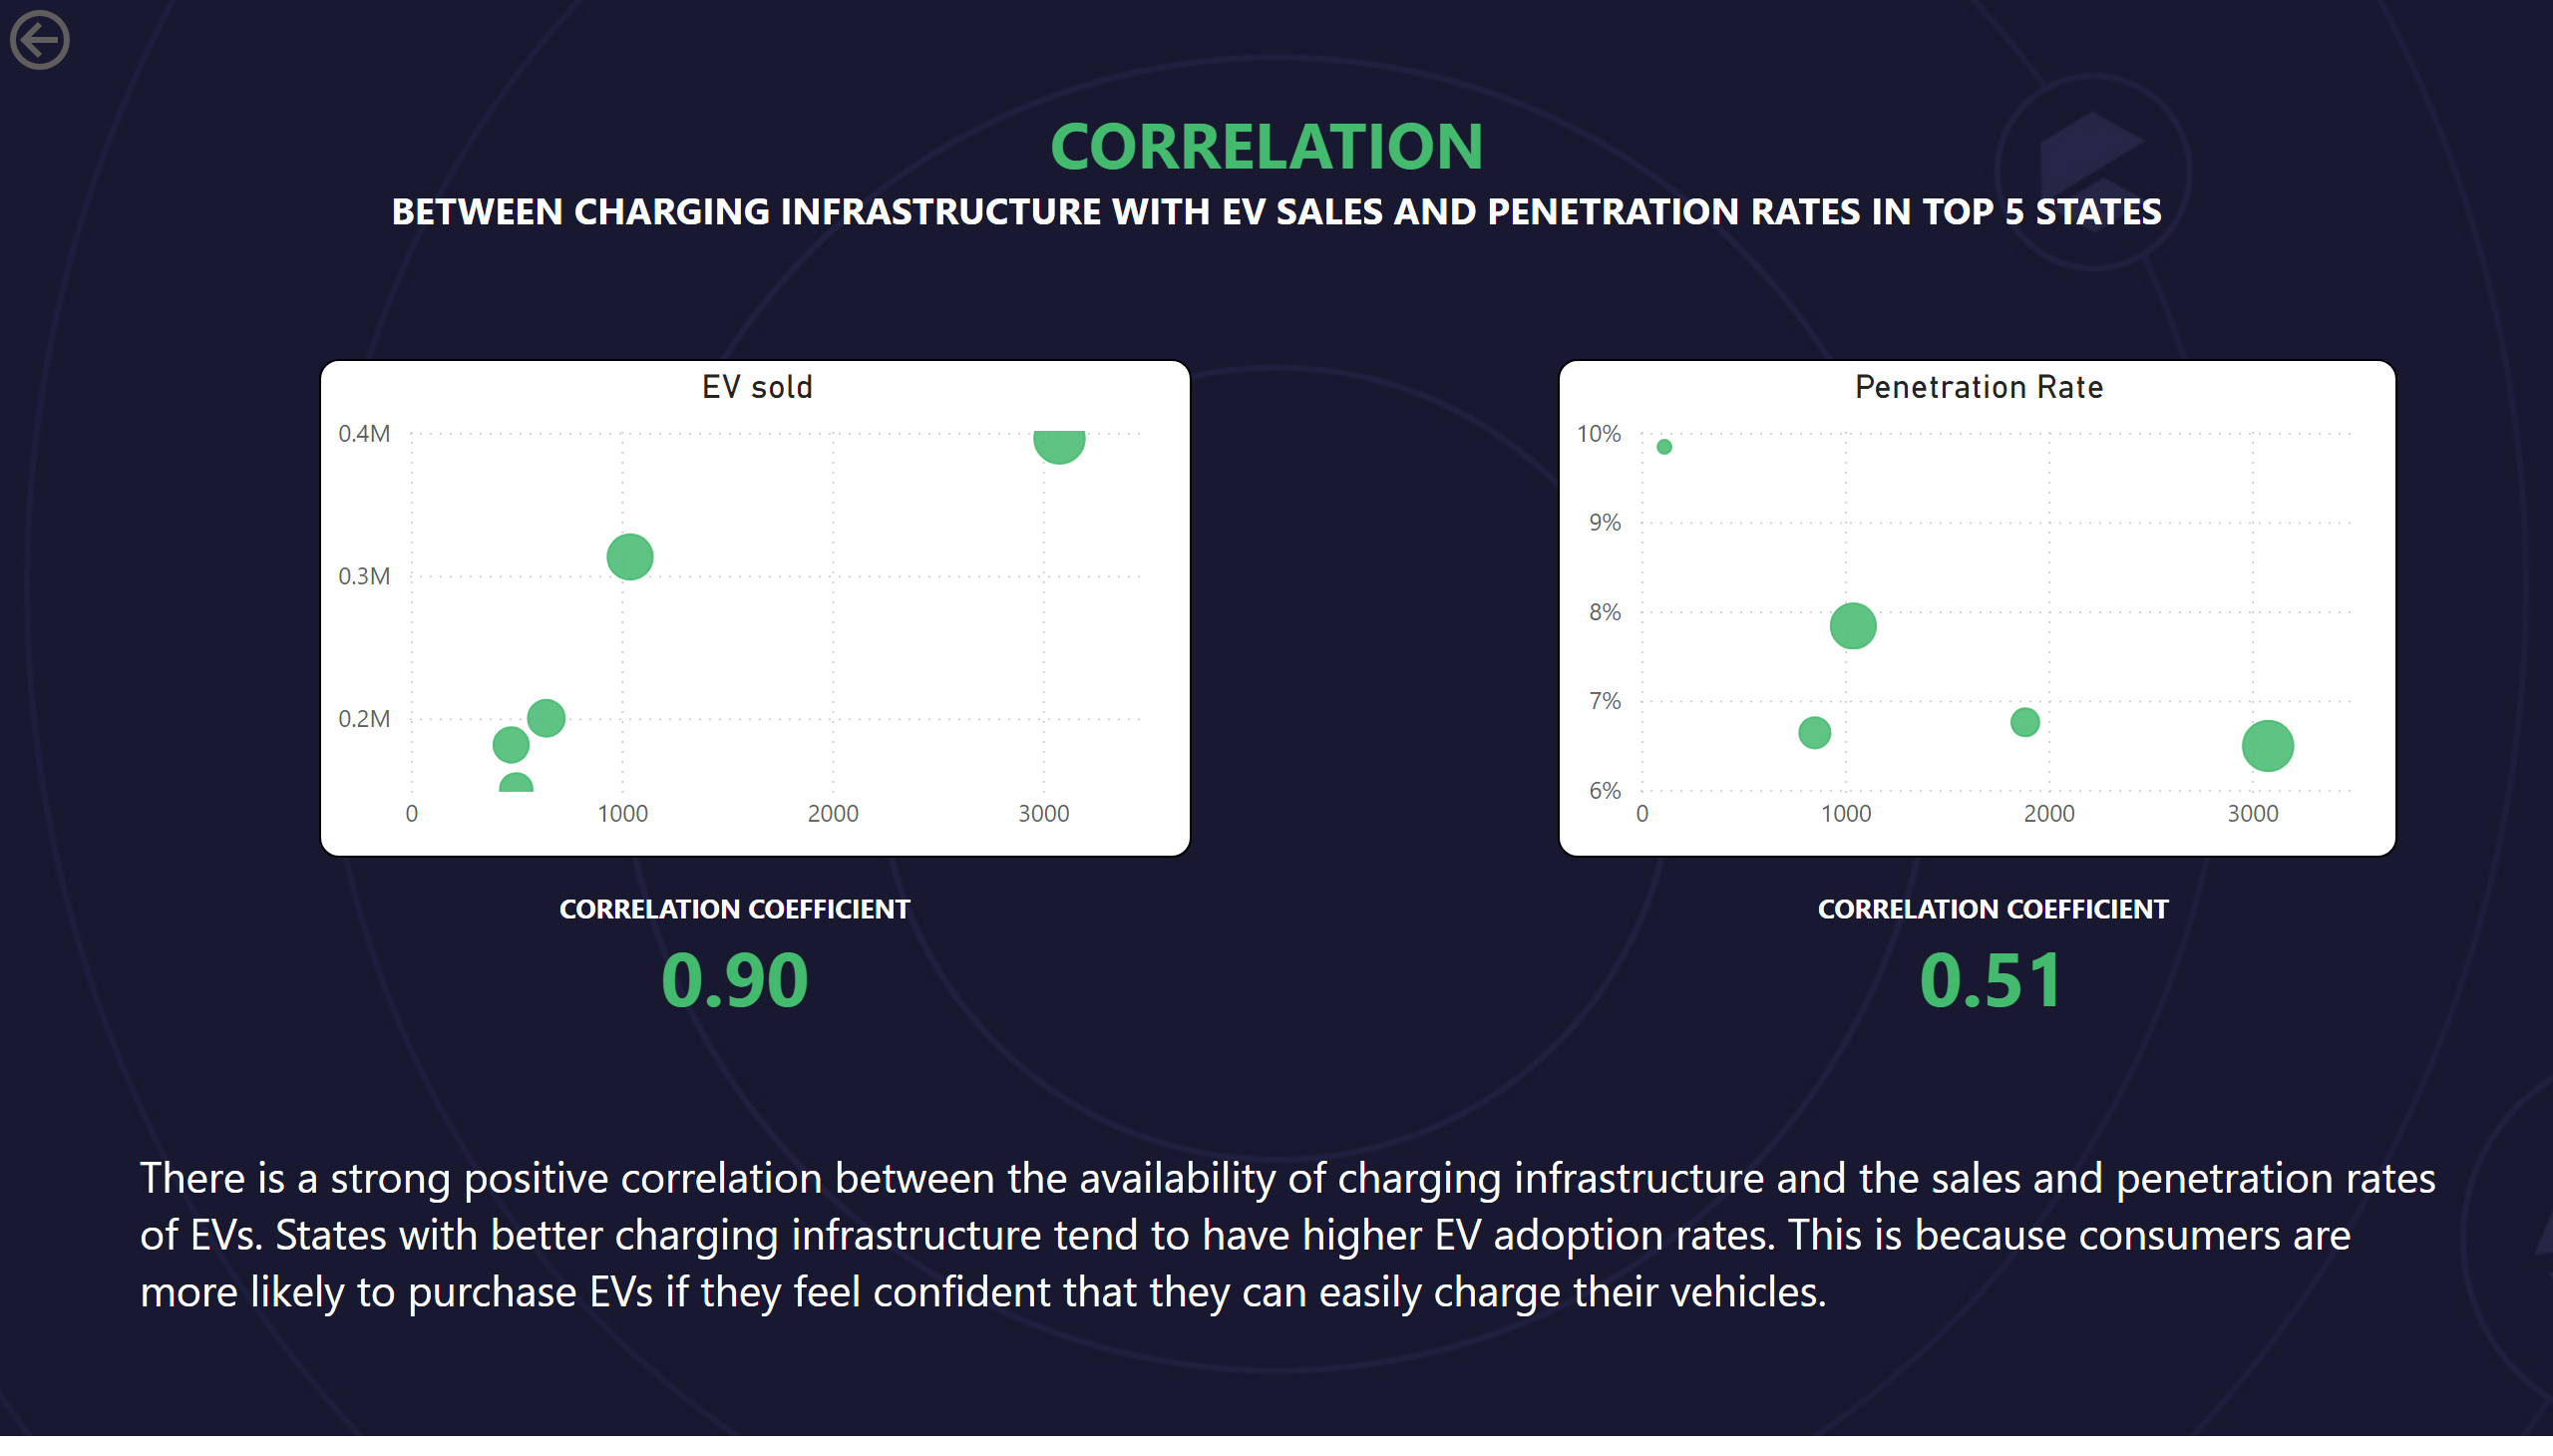 CORRELATION
BETWEEN CHARGING INFRASTRUCTURE WITH EV SALES AND PENETRATION RATES IN TOP 5 STATES
EV sold
0.4M
0.3M
0.2M
0
1000
2000
3000
Penetration Rate
10%
9%
8%
7%
6%
0
1000
2000
3000
CORRELATION COEFFICIENT
0.90
CORRELATION COEFFICIENT
0.51
There is a strong positive correlation between the availability of charging infrastructure and the sales and penetration rates
of EVs. States with better charging infrastructure tend to have higher EV adoption rates. This is because consumers are
more likely to purchase EVs if they feel confident that they can easily charge their vehicles.